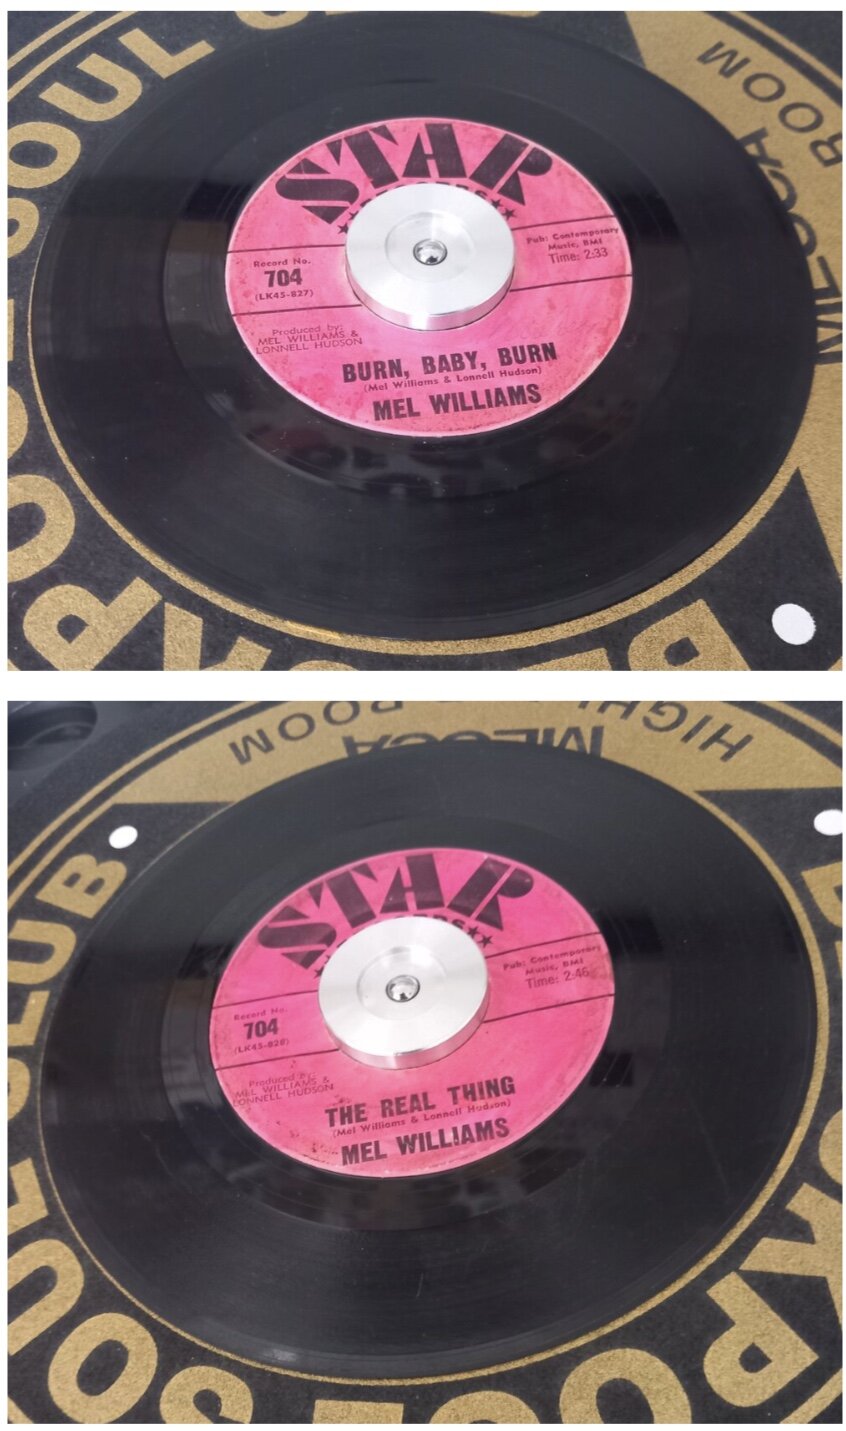 SOUL CLUB
ROOM
MECCA
ROOM
STAR
Pub: Contemporary
Music, BMI
Time: 2:33
Record No.
704
(LK45-827)
Produced by:
MEL WILLIAMS &
LONNELL HUDSON
BURN, BABY, BURN
(Mel Williams & Lonnell Hudson)
MEL WILLIAMS
HIGHL
ROOM
MECCA
STAR
Pub: Contemporary
Music, BMI
Time: 2:46
Record No.
704
(LK45-828)
Produced by:
MEL WILLIAMS &
LONNELL HUDSON
THE REAL THING
(Mel Williams & Lonnell Hudson)
MEL WILLIAMS
SOUL CLUB